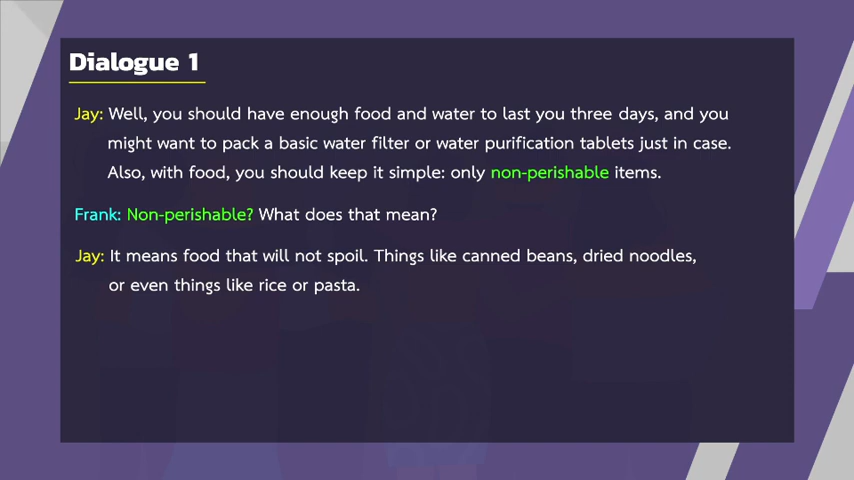 Dialogue 1
Jay: Well, you should have enough food and water to last you three days, and you
might want to pack a basic water filter or water purification tablets just in case.
Also, with food, you should keep it simple: only non-perishable items.
Frank: Non-perishable? What does that mean?
Jay: It means food that will not spoil. Things like canned beans, dried noodles,
or even things like rice or pasta.